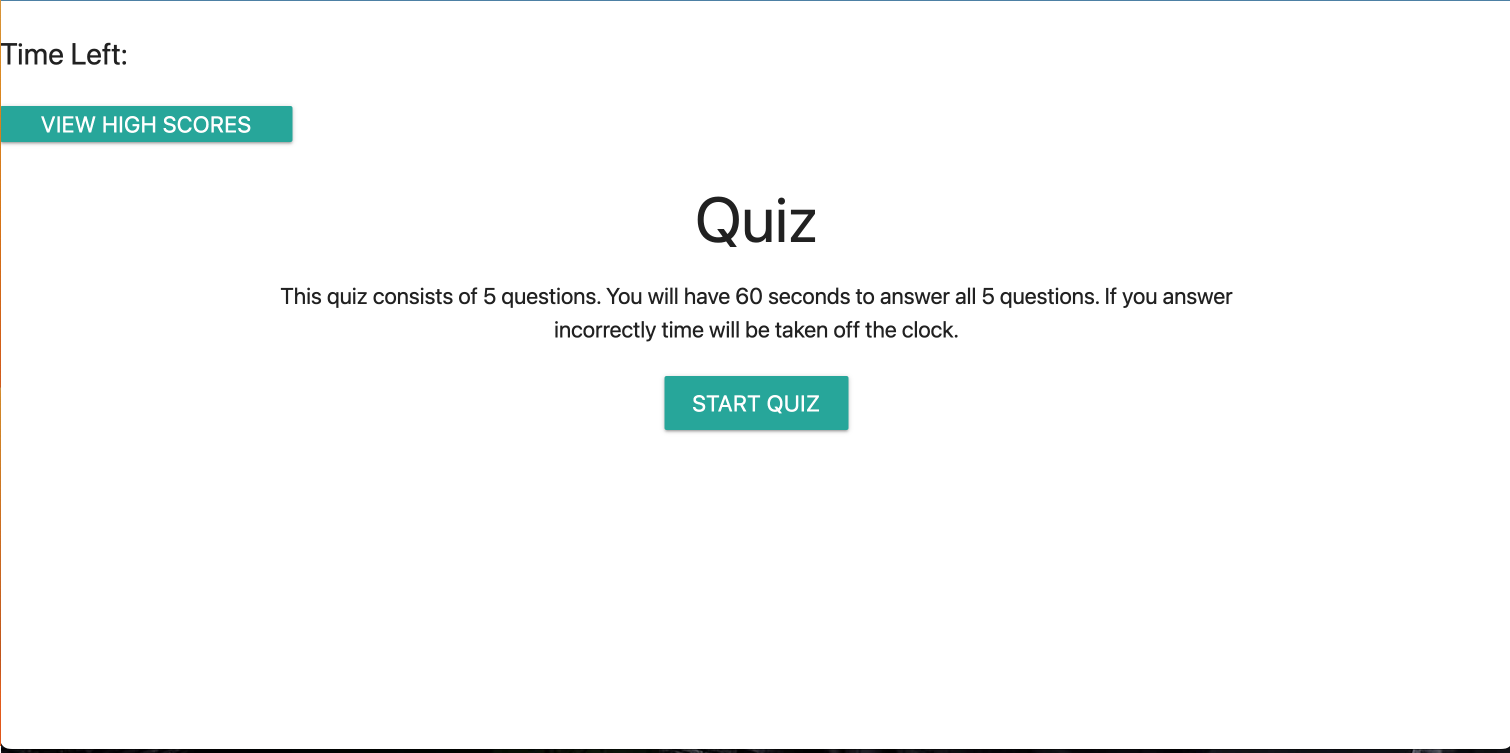 Time Left:
VIEW HIGH SCORES
Quiz
This quiz consists of 5 questions. You will have 60 seconds to answer all 5 questions. If you answer
incorrectly time will be taken off the clock.
START QUIZ